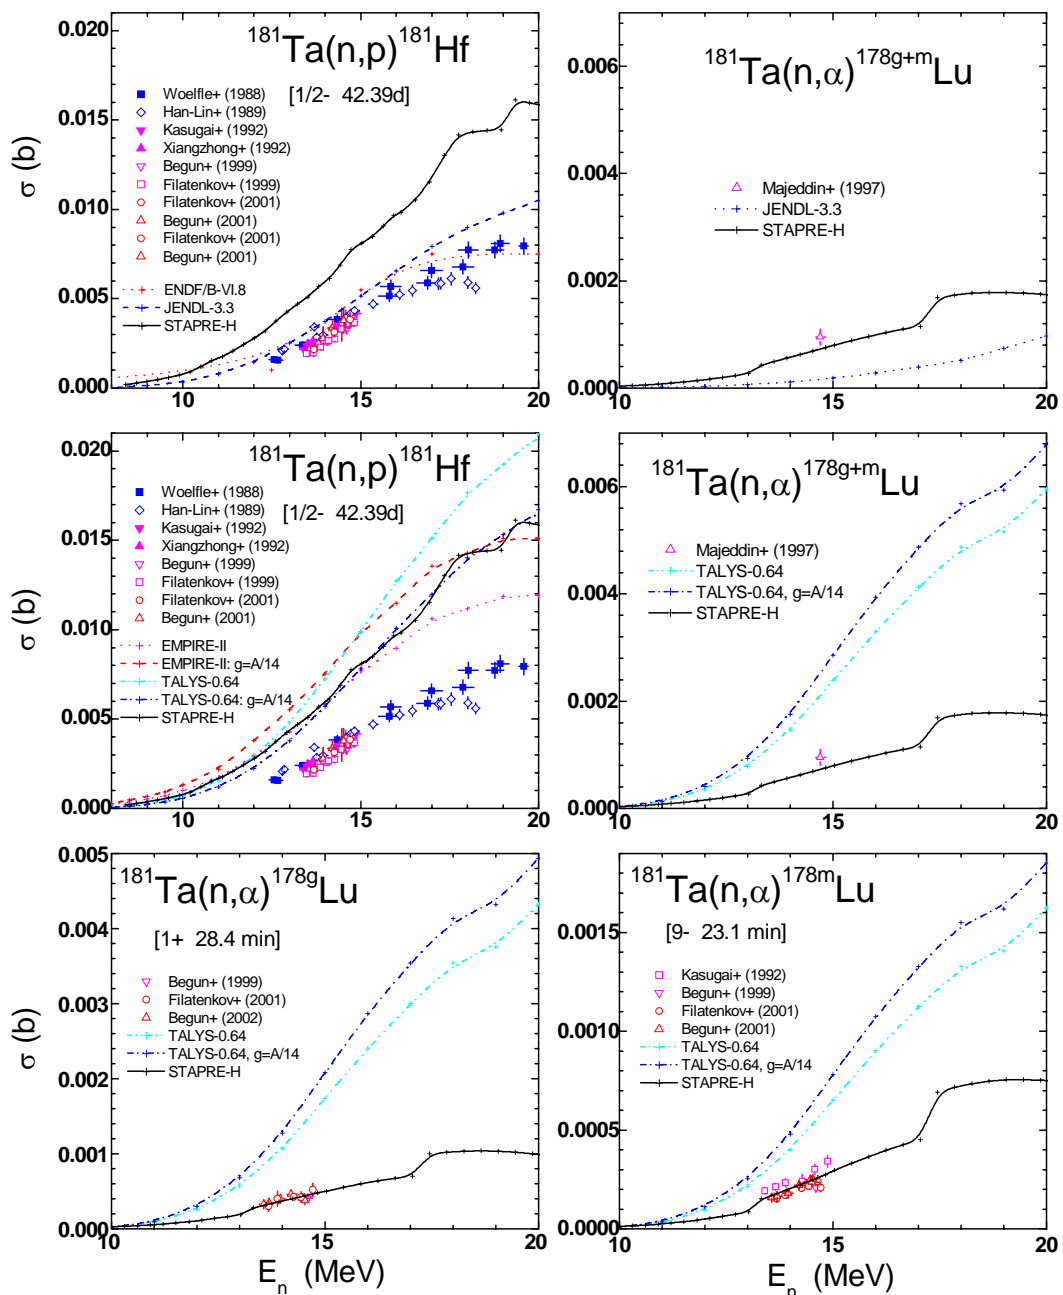 0.020
0.015
0.010
0.005
0.000
σ (b)
181Ta(n,p)181Hf
[1/2- 42.39d]
Woelfle+ (1988)
Han-Lin+ (1989)
Kasugai+ (1992)
Xiangzhong+ (1992)
Begun+ (1999)
Filatenkov+ (1999)
Filatenkov+ (2001)
Begun+ (2001)
Filatenkov+ (2001)
Begun+ (2001)
ENDF/B-VI.8
JENDL-3.3
STAPRE-H
10 15 20
0.006
0.004
0.002
0.000
181Ta(n,α)178g+mLu
Majeddin+ (1997)
JENDL-3.3
STAPRE-H
10 15 20
0.020
0.015
0.010
0.005
0.000
σ (b)
181Ta(n,p)181Hf
[1/2- 42.39d]
Woelfle+ (1988)
Han-Lin+ (1989)
Kasugai+ (1992)
Xiangzhong+ (1992)
Begun+ (1999)
Filatenkov+ (1999)
Filatenkov+ (2001)
Begun+ (2001)
EMPIRE-II
EMPIRE-II: g=A/14
TALYS-0.64
TALYS-0.64: g=A/14
STAPRE-H
10 15 20
0.006
0.004
0.002
0.000
181Ta(n,α)178g+mLu
Majeddin+ (1997)
TALYS-0.64
TALYS-0.64, g=A/14
STAPRE-H
10 15 20
0.005
0.004
0.003
0.002
0.001
0.000
σ (b)
181Ta(n,α)178gLu
[1+ 28.4 min]
Begun+ (1999)
Filatenkov+ (2001)
Begun+ (2002)
TALYS-0.64
TALYS-0.64, g=A/14
STAPRE-H
10 15 20
En (MeV)
0.0015
0.0010
0.0005
0.0000
181Ta(n,α)178mLu
[9- 23.1 min]
Kasugai+ (1992)
Begun+ (1999)
Filatenkov+ (2001)
Begun+ (2001)
TALYS-0.64
TALYS-0.64, g=A/14
STAPRE-H
10 15 20
En (MeV)